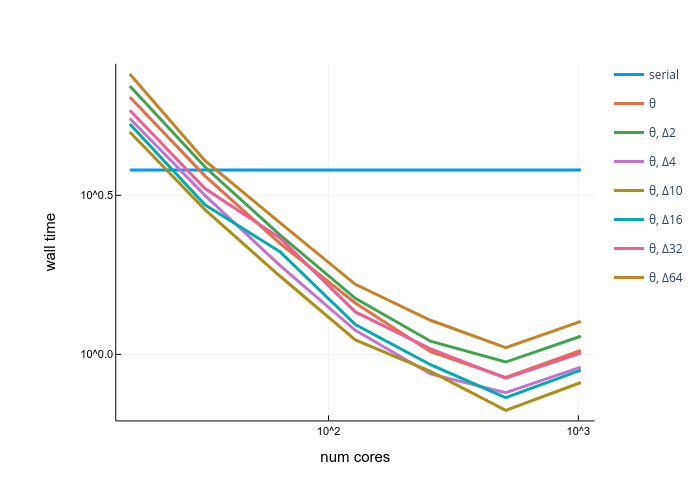 serial
θ
θ, Δ2
θ, Δ4
θ, Δ10
θ, Δ16
θ, Δ32
θ, Δ64
wall time
10^0.5
10^0.0
10^2
10^3
num cores